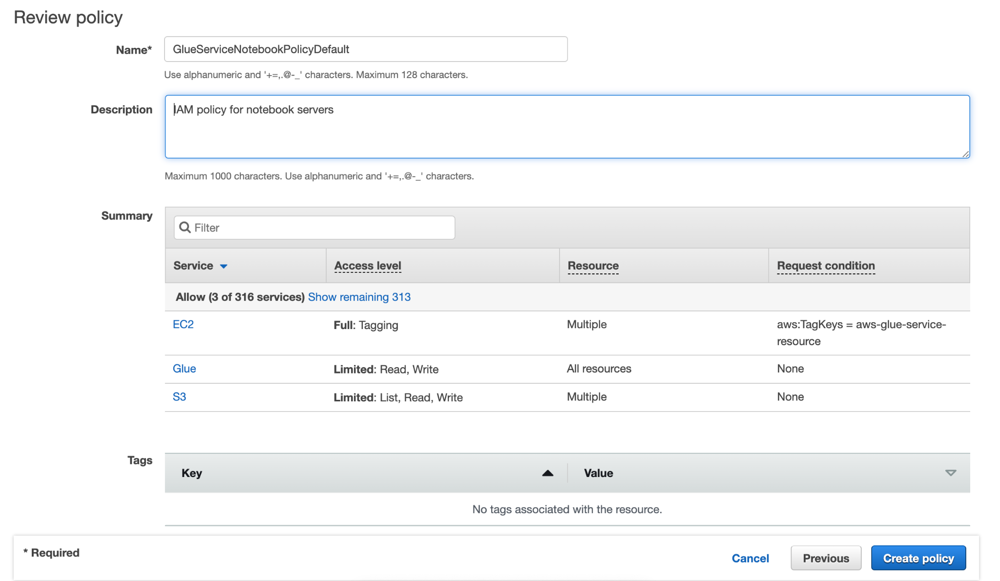 Review policy
Name*
GlueServiceNotebookPolicyDefault
Use alphanumeric and '+=,.@-_' characters. Maximum 128 characters.
Description
IAM policy for notebook servers
Maximum 1000 characters. Use alphanumeric and '+=,.@-_' characters.
Summary
Filter
Service Access level Resource Request condition
Allow (3 of 316 services) Show remaining 313
EC2 Full: Tagging Multiple aws:TagKeys = aws-glue-service-
resource
Glue Limited: Read, Write All resources None
S3 Limited: List, Read, Write Multiple None
Tags
Key Value
No tags associated with the resource.
* Required
Cancel Previous Create policy